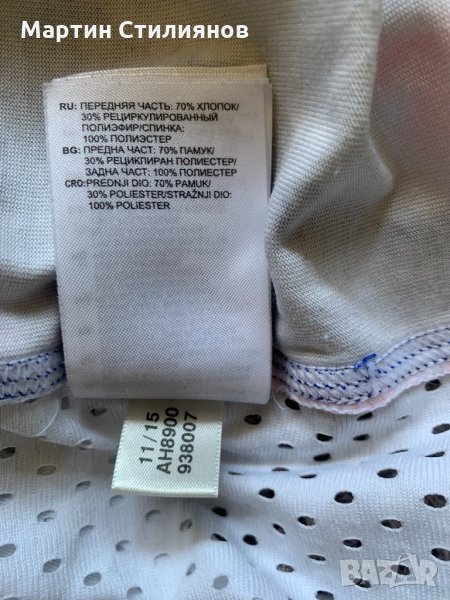 Мартин Стилиянов
RU: ПЕРЕДНЯЯ ЧАСТЬ: 70% ХЛОПОК/
30% РЕЦИРКУЛИРОВАННЫЙ
ПОЛИЭФИР/СПИНКА:
100% ПОЛИЭСТЕР
BG: ПРЕДНА ЧАСТ: 70% ПАМУК/
30% РЕЦИКЛИРАН ПОЛИЕСТЕР/
ЗАДНА ЧАСТ: 100% ПОЛИЕСТЕР
CRO: PREDNJI DIO: 70% PAMUK/
30% POLIESTER/STRAŽNJI DIO:
100% POLIESTER
11/15
AH8900
938007
BAZAR